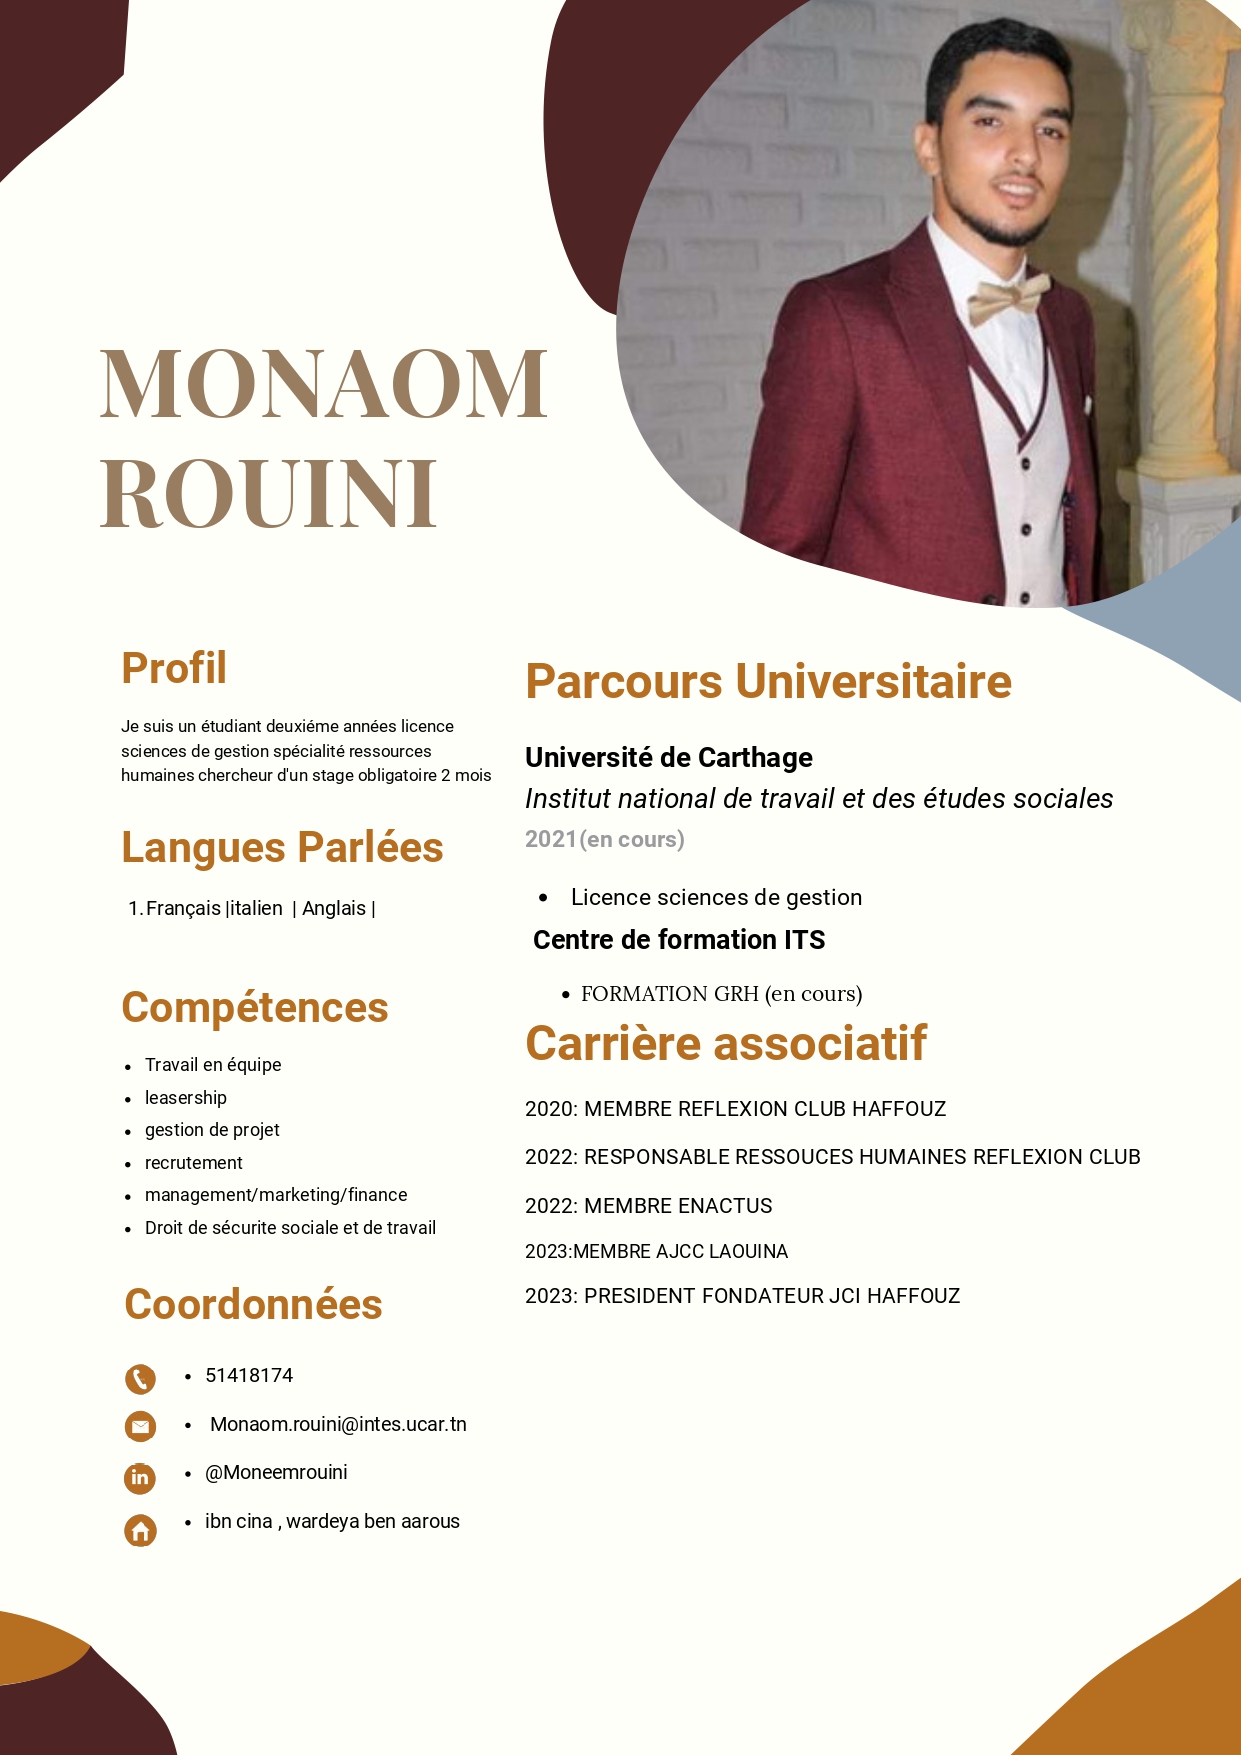 MONAOM
ROUINI
Profil
Je suis un étudiant deuxiéme années licence
sciences de gestion spécialité ressources
humaines chercheur d'un stage obligatoire 2 mois
Langues Parlées
1. Français |italien | Anglais |
Compétences
• Travail en équipe
• leasership
• gestion de projet
• recrutement
• management/marketing/finance
• Droit de sécurite sociale et de travail
Coordonnées
• 51418174
• Monaom.rouini@intes.ucar.tn
in
• @Moneemrouini
• ibn cina , wardeya ben aarous
Parcours Universitaire
Université de Carthage
Institut national de travail et des études sociales
2021(en cours)
• Licence sciences de gestion
Centre de formation ITS
• FORMATION GRH (en cours)
Carrière associatif
2020: MEMBRE REFLEXION CLUB HAFFOUZ
2022: RESPONSABLE RESSOUCES HUMAINES REFLEXION CLUB
2022: MEMBRE ENACTUS
2023:MEMBRE AJCC LAOUINA
2023: PRESIDENT FONDATEUR JCI HAFFOUZ